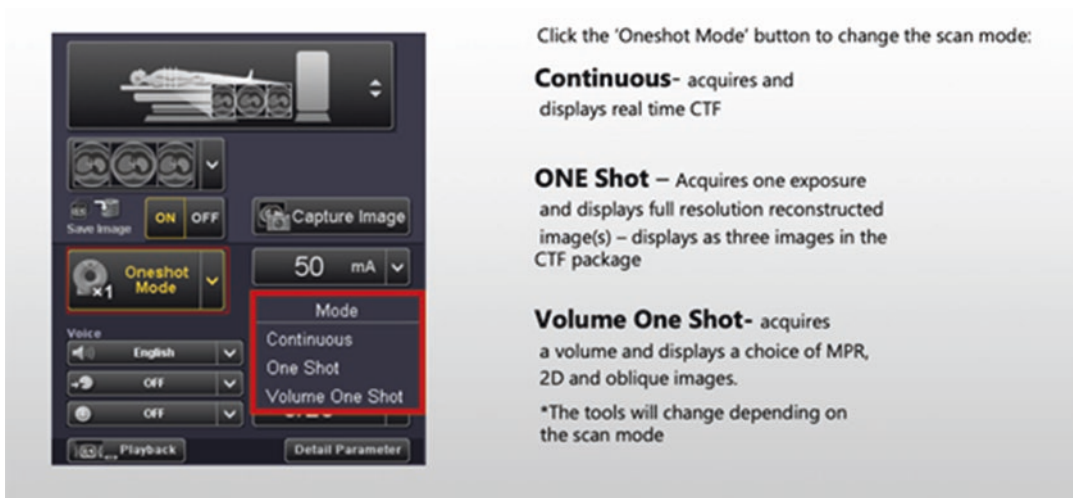 Save Image
ON OFF
Capture Image
×1 Oneshot Mode
50 mA
Mode
Continuous
One Shot
Volume One Shot
Voice
English
OFF
OFF
Playback
Detail Parameter
Click the 'Oneshot Mode' button to change the scan mode:
Continuous- acquires and
displays real time CTF
ONE Shot – Acquires one exposure
and displays full resolution reconstructed
image(s) – displays as three images in the
CTF package
Volume One Shot- acquires
a volume and displays a choice of MPR,
2D and oblique images.
*The tools will change depending on
the scan mode